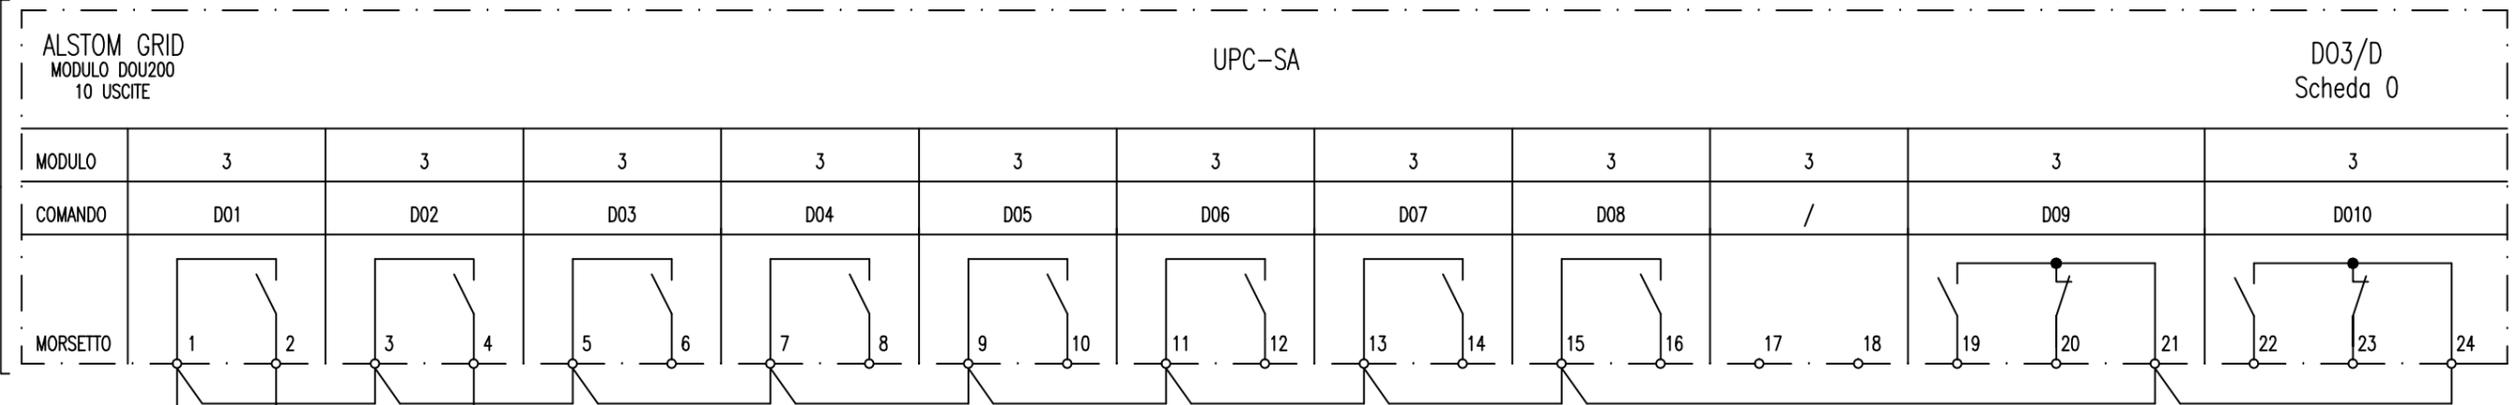 ALSTOM GRID
MODULO DOU200
10 USCITE
UPC-SA
DO3/D
Scheda 0
MODULO 3 3 3 3 3 3 3 3 3 3 3
COMANDO DO1 DO2 DO3 DO4 DO5 DO6 DO7 DO8 / DO9 DO10
MORSETTO 1 2 3 4 5 6 7 8 9 10 11 12 13 14 15 16 17 18 19 20 21 22 23 24